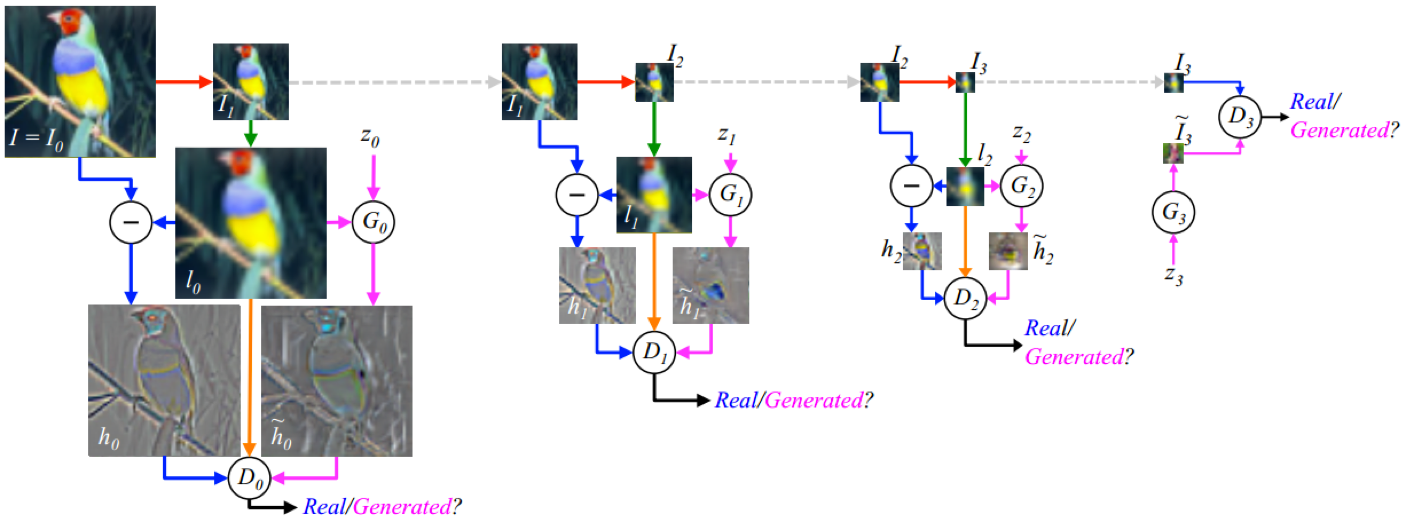 I = I₀
I₁
l₀
z₀
G₀
−
h₀
h̃₀
D₀
Real/Generated?
I₁
I₂
l₁
z₁
G₁
−
h₁
h̃₁
D₁
Real/Generated?
I₂
I₃
l₂
z₂
G₂
−
h₂
h̃₂
D₂
Real/
Generated?
I₃
Ĩ₃
D₃
G₃
z₃
Real/
Generated?